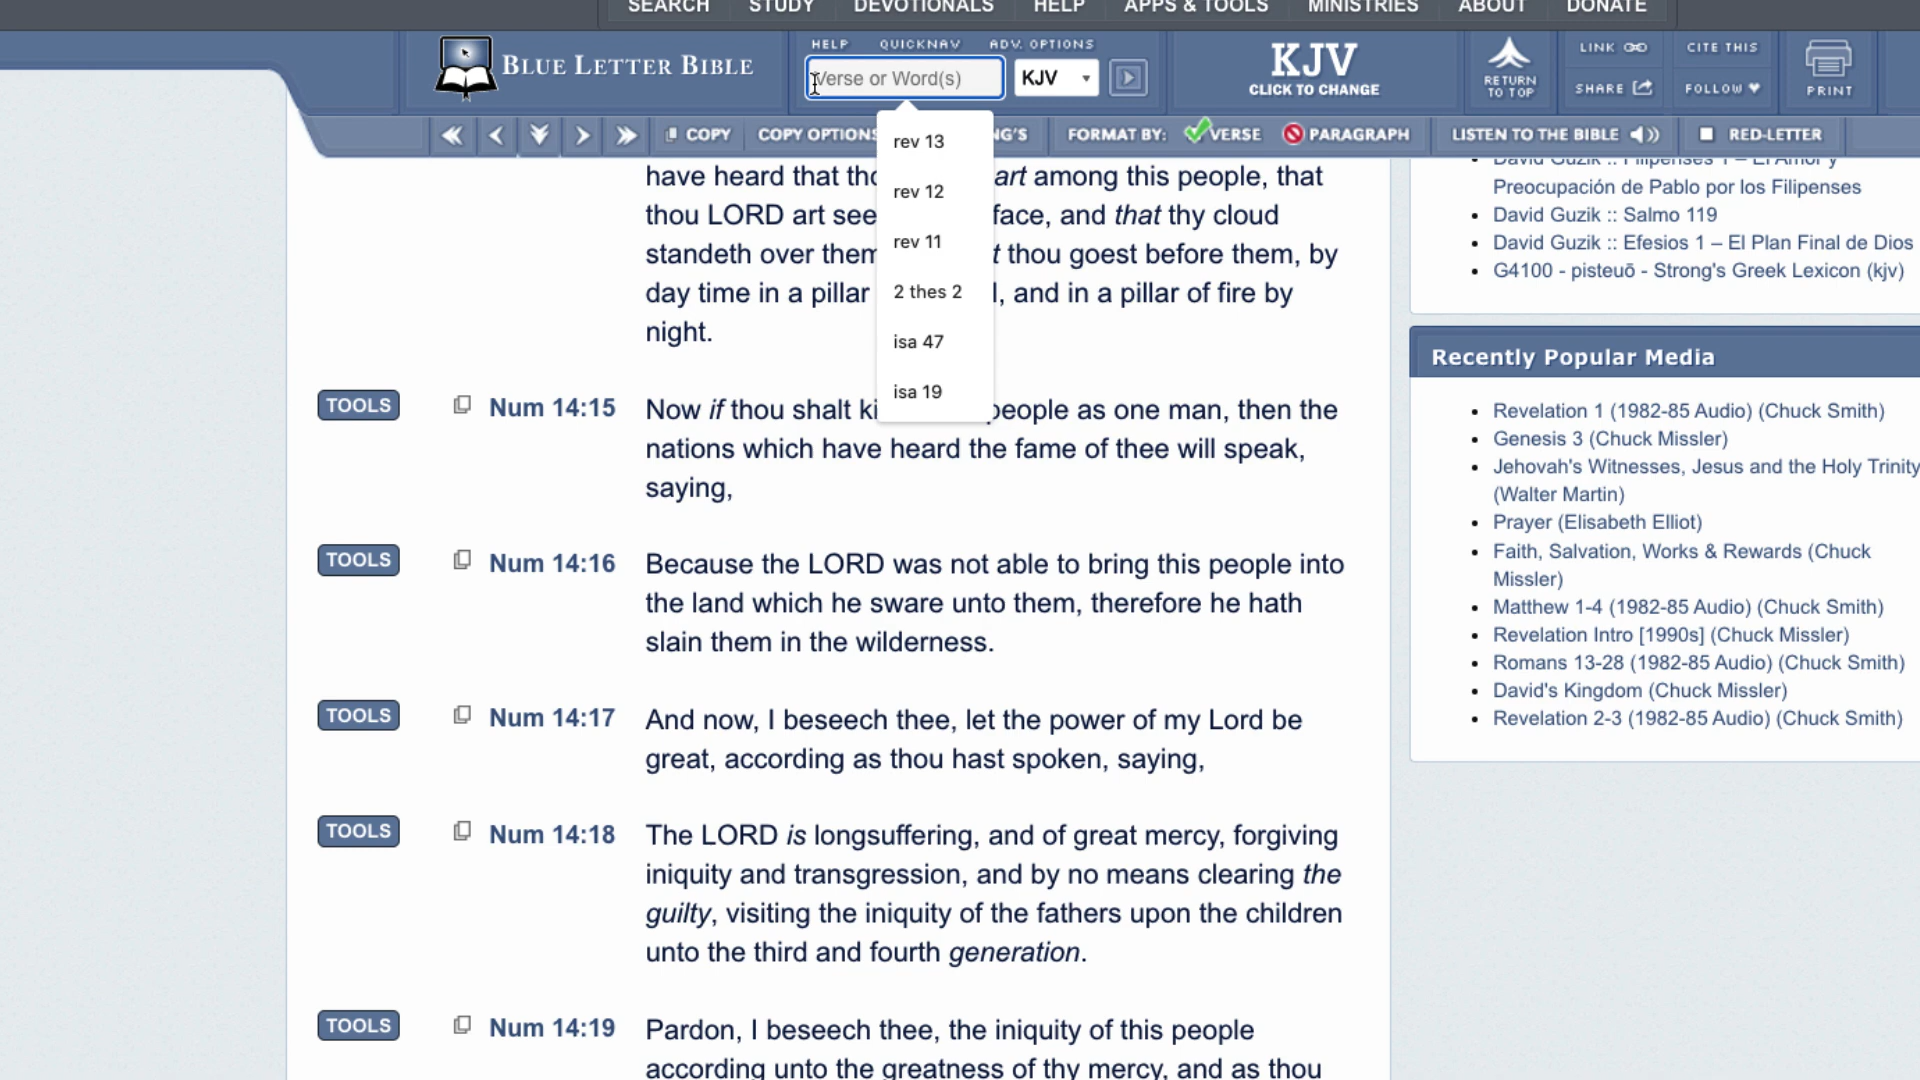 SEARCH STUDY DEVOTIONALS HELP APPS & TOOLS MINISTRIES ABOUT DONATE
BLUE LETTER BIBLE
HELP QUICKNAV ADV. OPTIONS
Verse or Word(s)
KJV
KJV
CLICK TO CHANGE
RETURN
TO TOP
LINK
SHARE
CITE THIS
FOLLOW
PRINT
COPY COPY OPTIONS NG'S FORMAT BY: VERSE PARAGRAPH LISTEN TO THE BIBLE RED-LETTER
rev 13
rev 12
rev 11
2 thes 2
isa 47
isa 19
have heard that tho art among this people, that
thou LORD art see face, and that thy cloud
standeth over them t thou goest before them, by
day time in a pillar l, and in a pillar of fire by
night.
TOOLS
Num 14:15
Now if thou shalt ki people as one man, then the
nations which have heard the fame of thee will speak,
saying,
TOOLS
Num 14:16
Because the LORD was not able to bring this people into
the land which he sware unto them, therefore he hath
slain them in the wilderness.
TOOLS
Num 14:17
And now, I beseech thee, let the power of my Lord be
great, according as thou hast spoken, saying,
TOOLS
Num 14:18
The LORD is longsuffering, and of great mercy, forgiving
iniquity and transgression, and by no means clearing the
guilty, visiting the iniquity of the fathers upon the children
unto the third and fourth generation.
TOOLS
Num 14:19
Pardon, I beseech thee, the iniquity of this people
according unto the greatness of thy mercy, and as thou
David Guzik :: Filipenses 1 – El Amor y
Preocupación de Pablo por los Filipenses
David Guzik :: Salmo 119
David Guzik :: Efesios 1 – El Plan Final de Dios
G4100 - pisteuō - Strong's Greek Lexicon (kjv)
Recently Popular Media
Revelation 1 (1982-85 Audio) (Chuck Smith)
Genesis 3 (Chuck Missler)
Jehovah's Witnesses, Jesus and the Holy Trinity
(Walter Martin)
Prayer (Elisabeth Elliot)
Faith, Salvation, Works & Rewards (Chuck
Missler)
Matthew 1-4 (1982-85 Audio) (Chuck Smith)
Revelation Intro [1990s] (Chuck Missler)
Romans 13-28 (1982-85 Audio) (Chuck Smith)
David's Kingdom (Chuck Missler)
Revelation 2-3 (1982-85 Audio) (Chuck Smith)